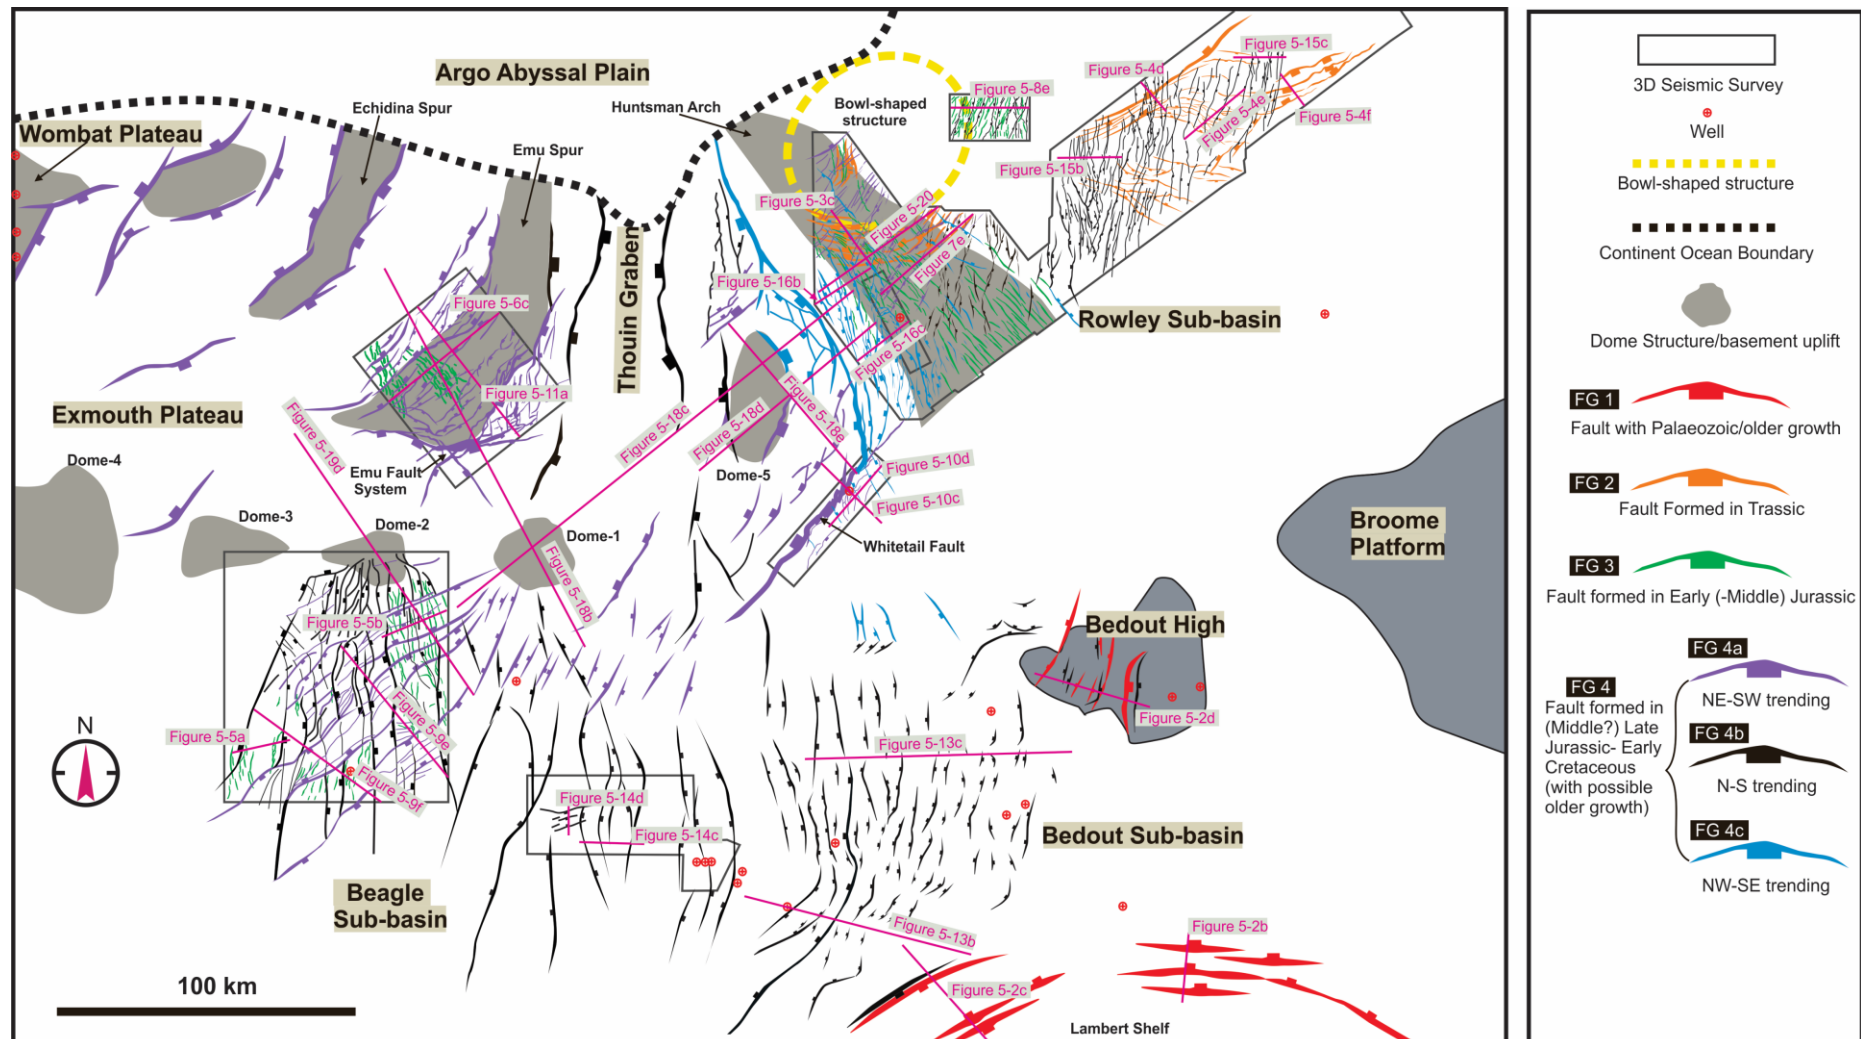 Argo Abyssal Plain
Wombat Plateau
Echidina Spur
Emu Spur
Huntsman Arch
Bowl-shaped
structure
Figure 5-8e
Figure 5-4d
Figure 5-15c
Figure 5-4e
Figure 5-4f
Figure 5-15b
Figure 5-3c
Figure 5-20
Figure 7e
Figure 5-16b
Figure 5-16c
Figure 5-6c
Figure 5-11a
Thouin Graben
Rowley Sub-basin
Exmouth Plateau
Figure 5-19d
Figure 5-18c
Figure 5-18d
Figure 5-18e
Emu Fault
System
Dome-5
Figure 5-10d
Figure 5-10c
Whitetail Fault
Dome-4
Dome-3
Dome-2
Dome-1
Figure 5-18b
Broome
Platform
Bedout High
Figure 5-2d
Figure 5-5b
Figure 5-5a
Figure 5-9e
Figure 5-9f
N
Figure 5-13c
Figure 5-14d
Figure 5-14c
Bedout Sub-basin
Beagle
Sub-basin
Figure 5-13b
Figure 5-2b
Figure 5-2c
Lambert Shelf
100 km
3D Seismic Survey
Well
Bowl-shaped structure
Continent Ocean Boundary
Dome Structure/basement uplift
FG 1
Fault with Palaeozoic/older growth
FG 2
Fault Formed in Trassic
FG 3
Fault formed in Early (-Middle) Jurassic
FG 4
Fault formed in
(Middle?) Late
Jurassic- Early
Cretaceous
(with possible
older growth)
FG 4a
NE-SW trending
FG 4b
N-S trending
FG 4c
NW-SE trending